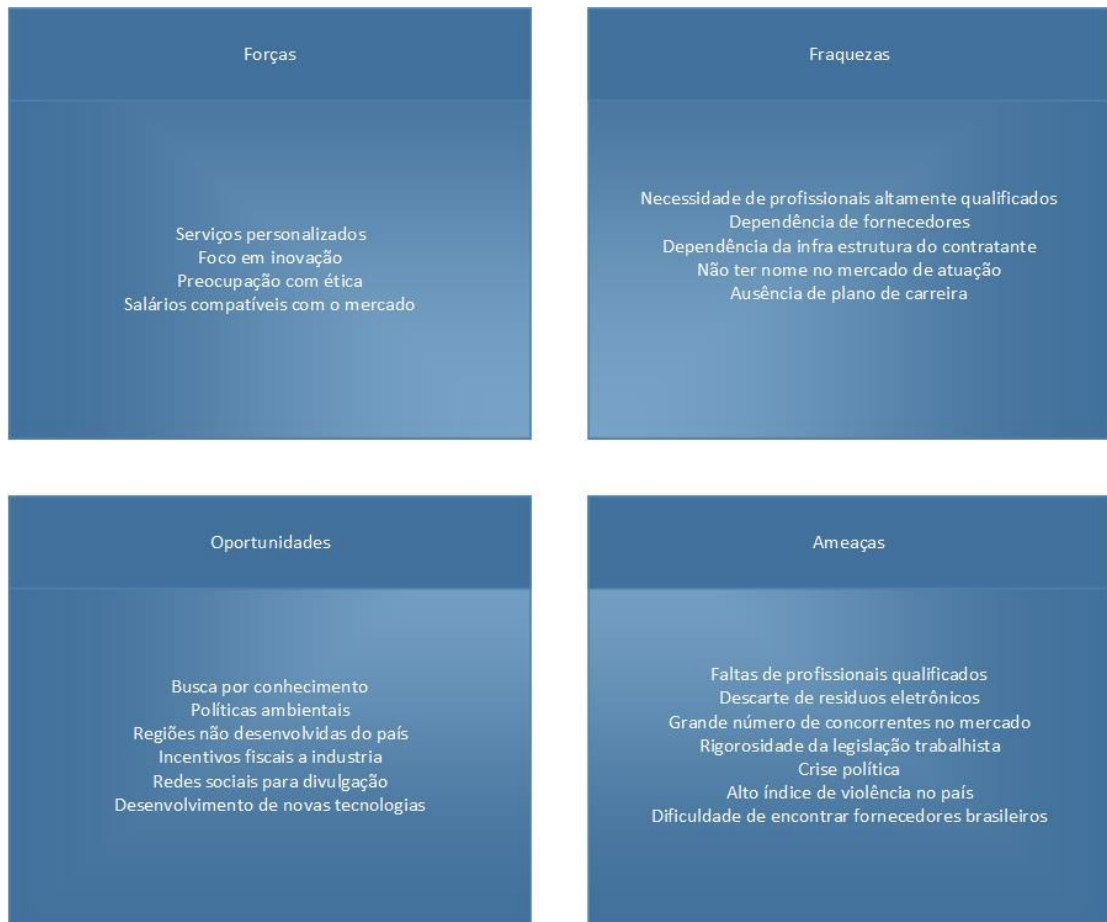 Forças
Serviços personalizados
Foco em inovação
Preocupação com ética
Salários compatíveis com o mercado
Fraquezas
Necessidade de profissionais altamente qualificados
Dependência de fornecedores
Dependência da infra estrutura do contratante
Não ter nome no mercado de atuação
Ausência de plano de carreira
Oportunidades
Busca por conhecimento
Políticas ambientais
Regiões não desenvolvidas do país
Incentivos fiscais a industria
Redes sociais para divulgação
Desenvolvimento de novas tecnologias
Ameaças
Faltas de profissionais qualificados
Descarte de resíduos eletrônicos
Grande número de concorrentes no mercado
Rigorosidade da legislação trabalhista
Crise política
Alto índice de violência no país
Dificuldade de encontrar fornecedores brasileiros